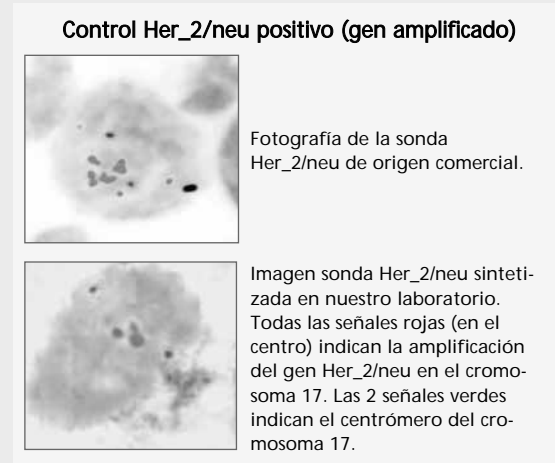 Control Her_2/neu positivo (gen amplificado)
Fotografía de la sonda
Her_2/neu de origen comercial.
Imagen sonda Her_2/neu sinteti-
zada en nuestro laboratorio.
Todas las señales rojas (en el
centro) indican la amplificación
del gen Her_2/neu en el cromo-
soma 17. Las 2 señales verdes
indican el centrómero del cro-
mosoma 17.